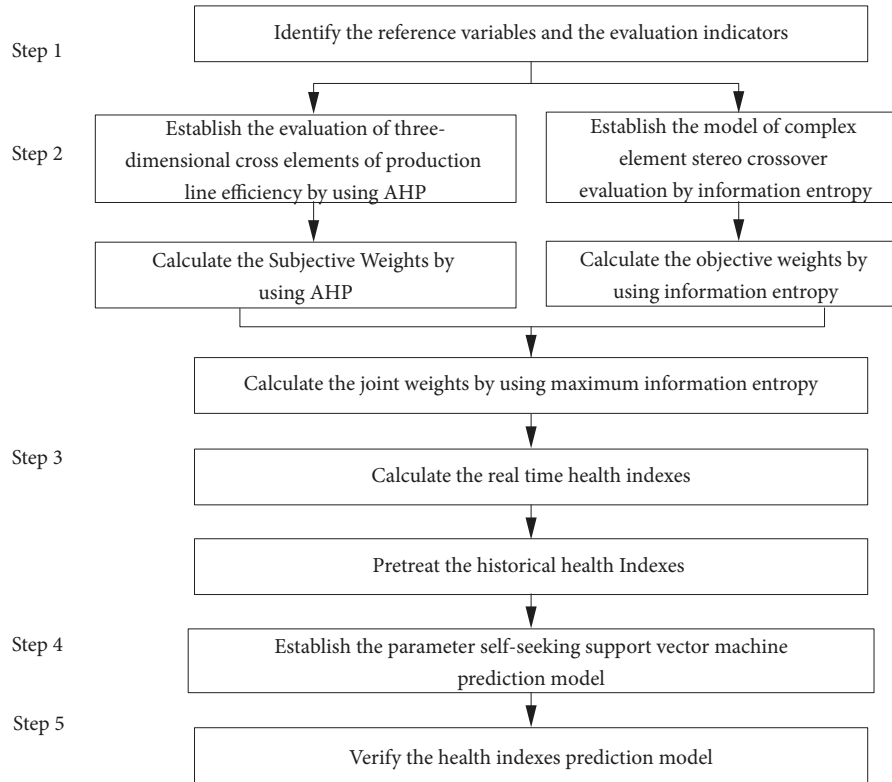 Step 1
Identify the reference variables and the evaluation indicators
Step 2
Establish the evaluation of three-
dimensional cross elements of production
line efficiency by using AHP
Establish the model of complex
element stereo crossover
evaluation by information entropy
Calculate the Subjective Weights by
using AHP
Calculate the objective weights by
using information entropy
Calculate the joint weights by using maximum information entropy
Step 3
Calculate the real time health indexes
Pretreat the historical health Indexes
Step 4
Establish the parameter self-seeking support vector machine
prediction model
Step 5
Verify the health indexes prediction model